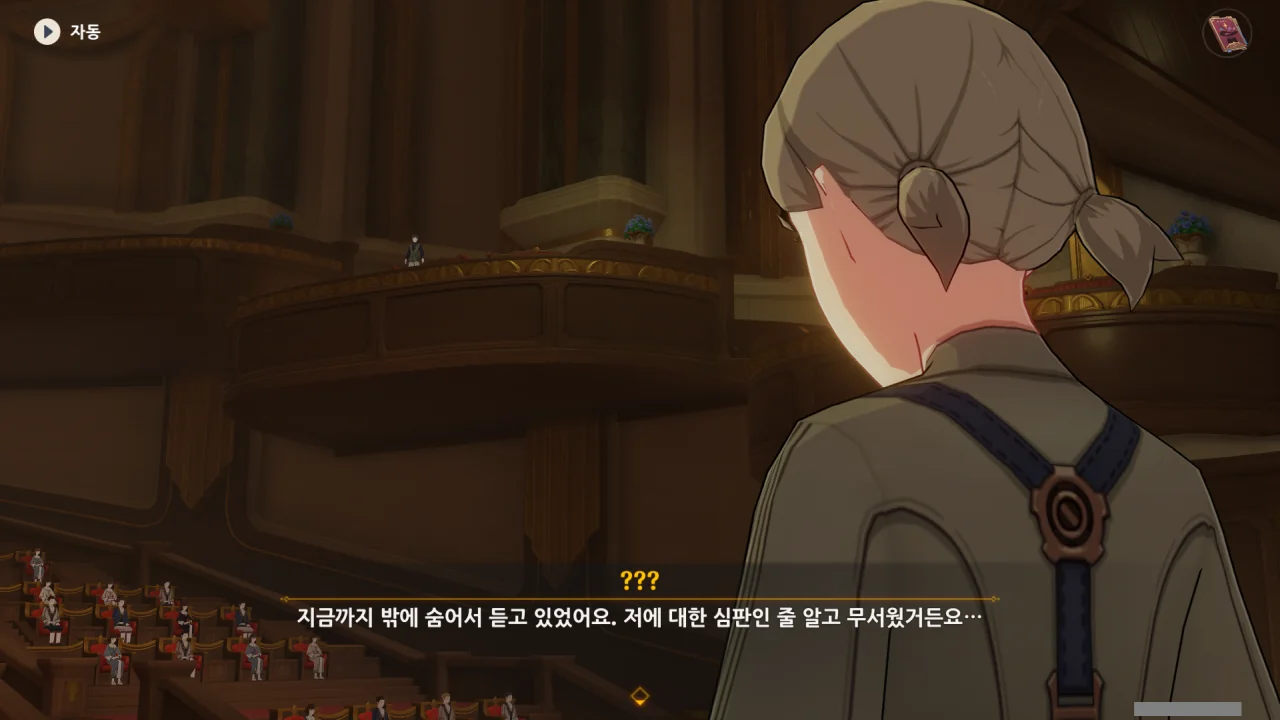 자동
???
지금까지 밖에 숨어서 듣고 있었어요. 저에 대한 심판인 줄 알고 무서웠거든요…